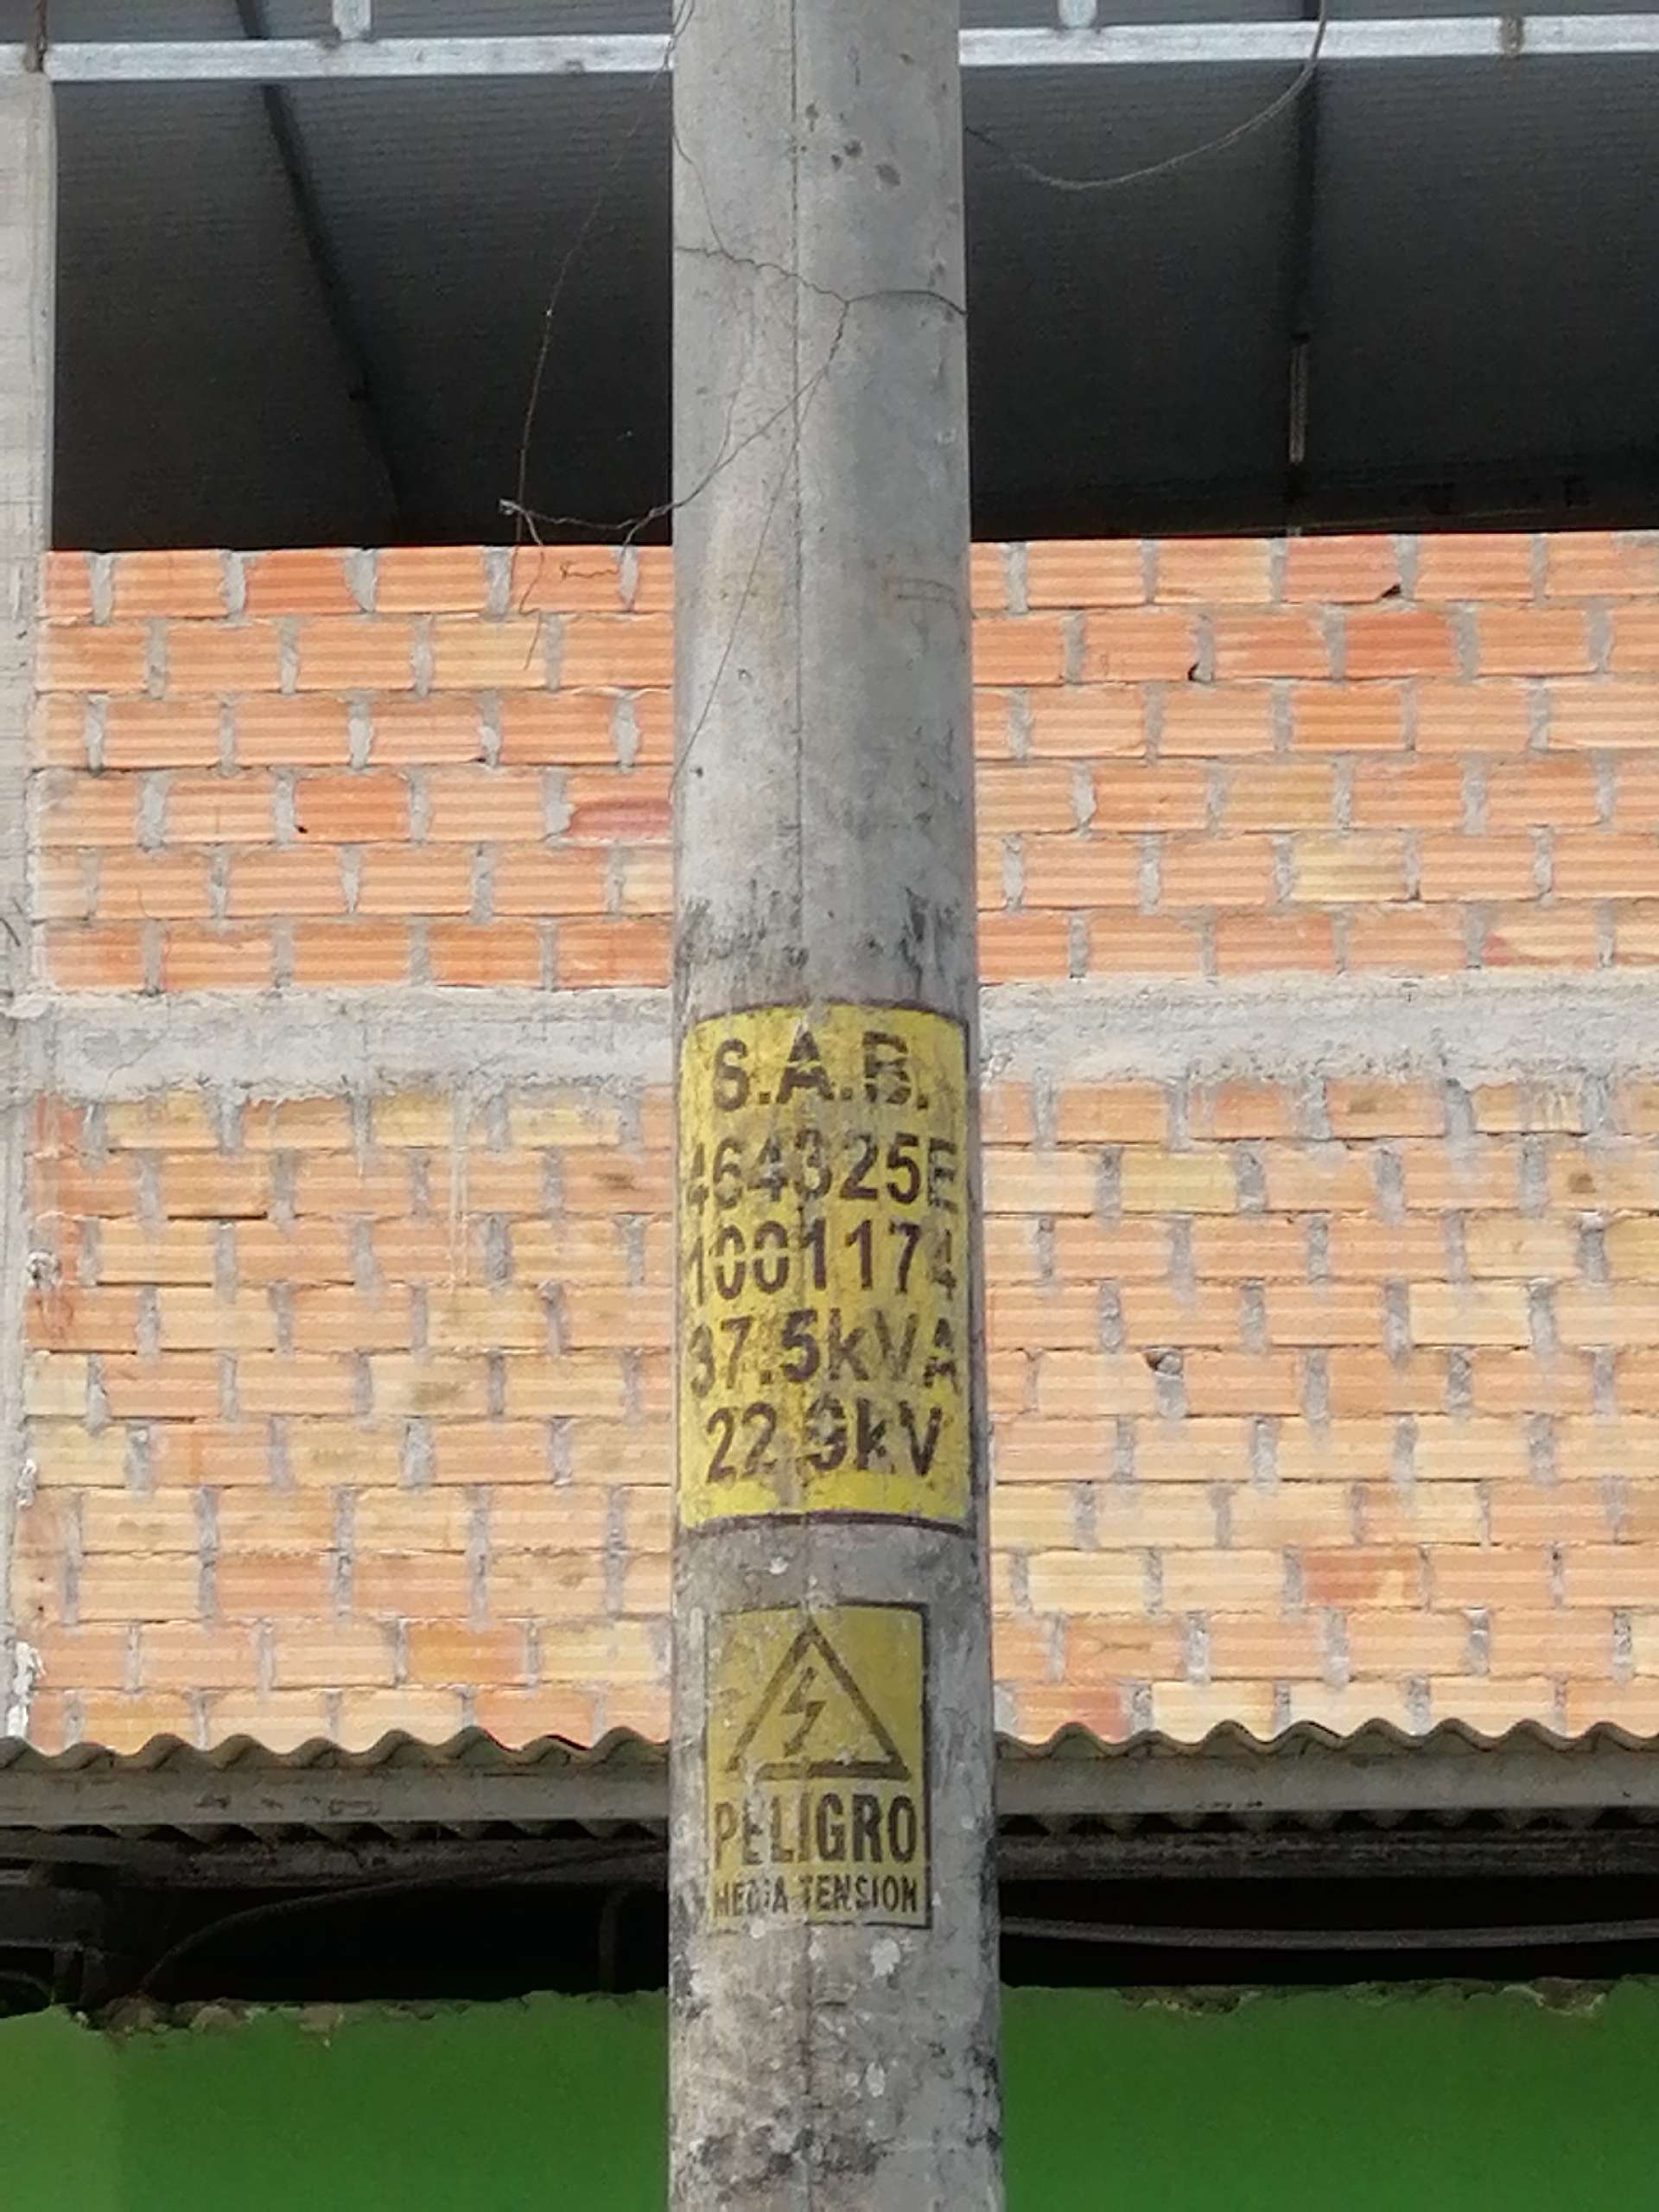 S.A.B.
464325E
1001174
37.5kVA
22.9kV
PELIGRO
MEDIA TENSION